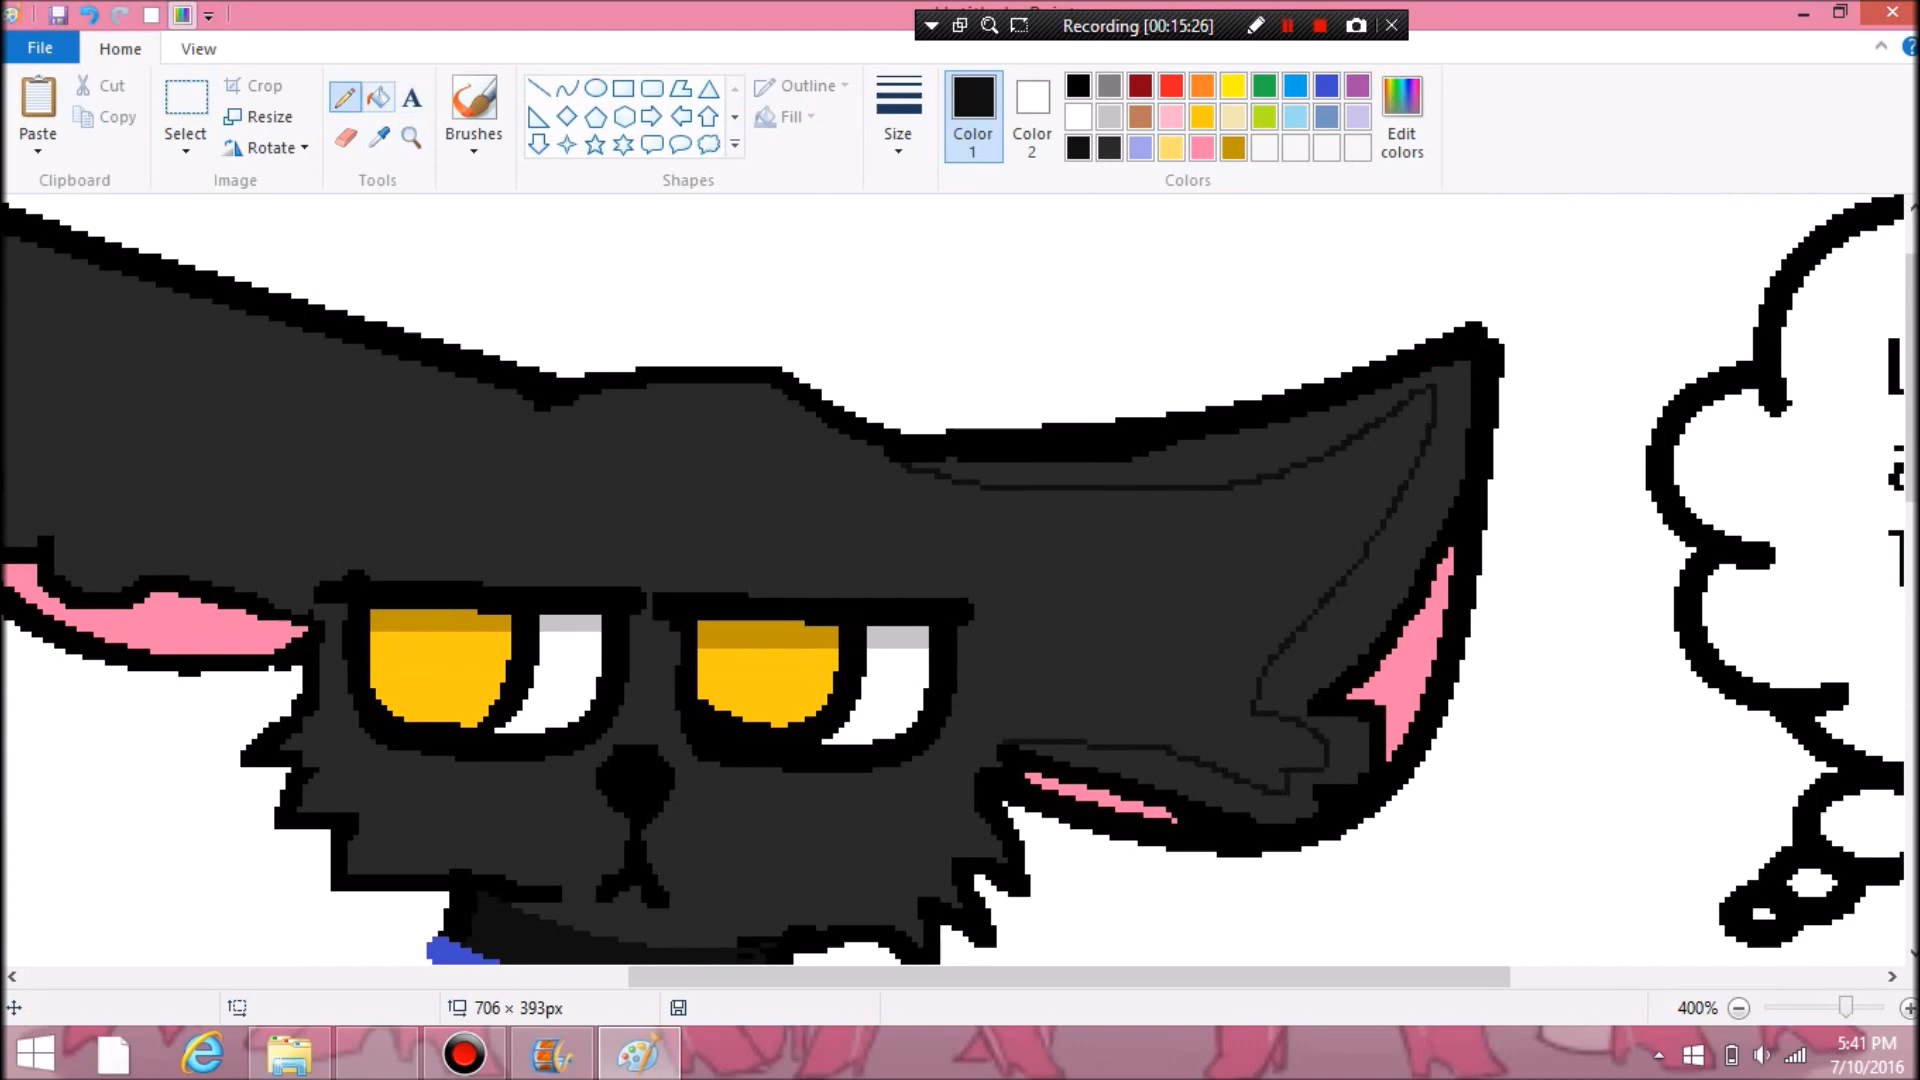 Recording [00:15:26]
File
Home
View
Paste
Cut
Copy
Clipboard
Select
Crop
Resize
Rotate
Image
A
Tools
Brushes
Shapes
Outline
Fill
Size
Color
1
Color
2
Colors
Edit
colors
L
a
706 × 393px
400%
5:41 PM
7/10/2016